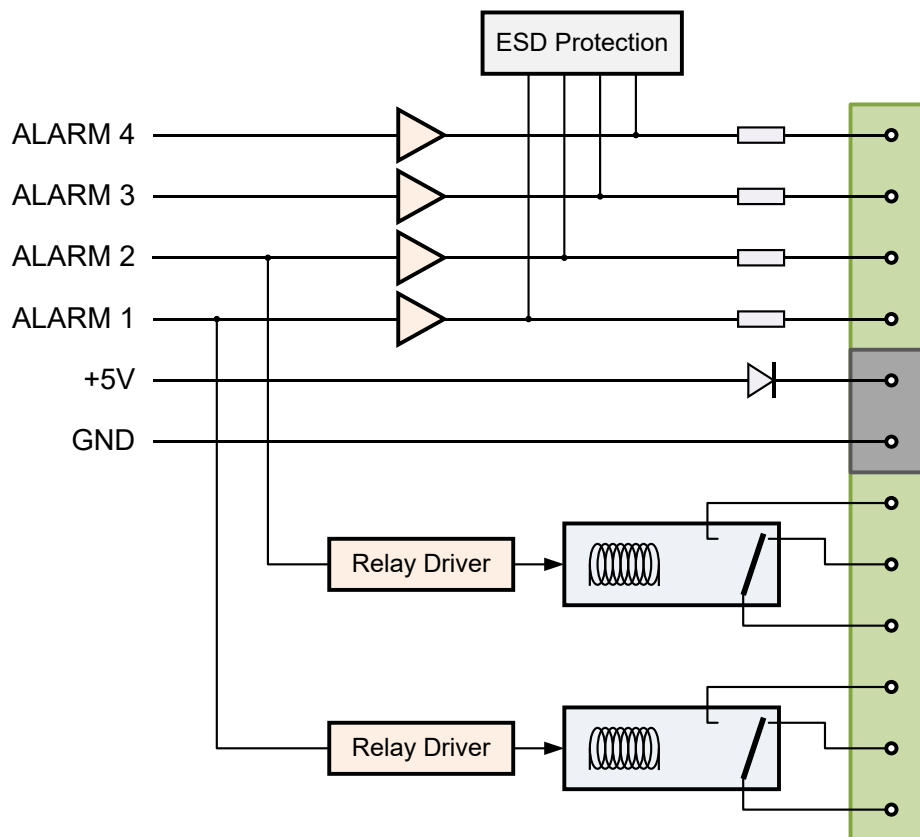 ESD Protection
ALARM 4
ALARM 3
ALARM 2
ALARM 1
+5V
GND
Relay Driver
Relay Driver